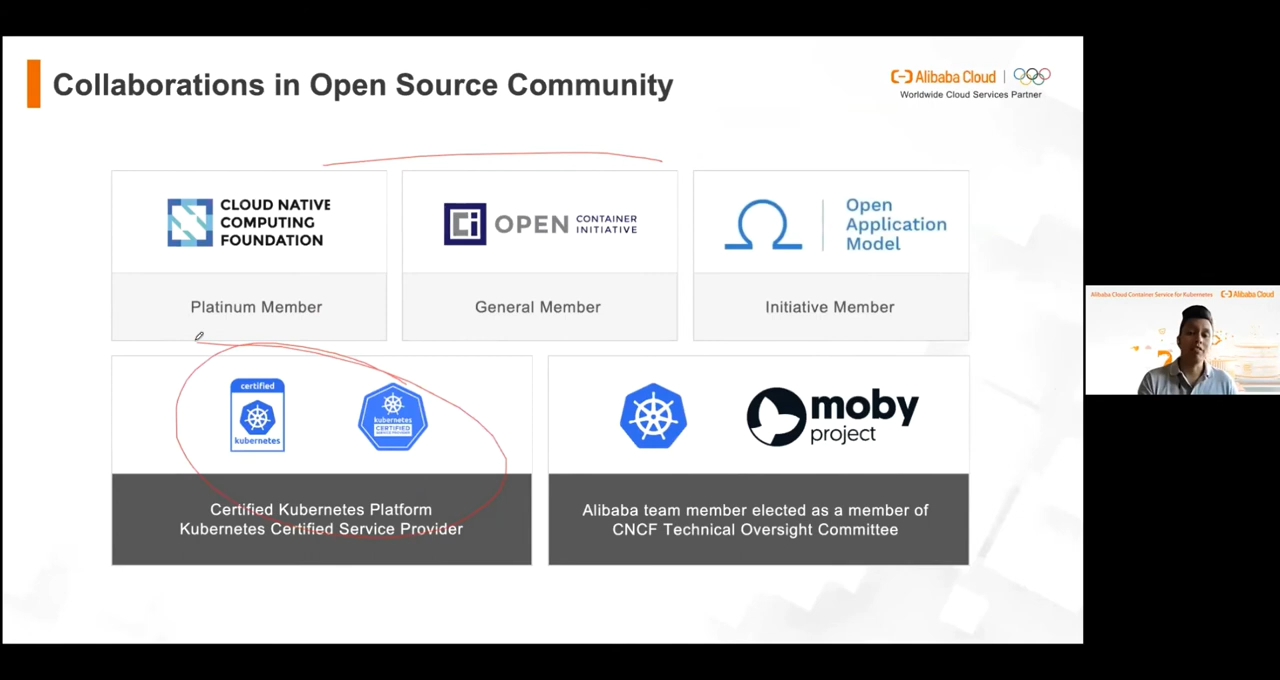 Collaborations in Open Source Community
Alibaba Cloud
Worldwide Cloud Services Partner
CLOUD NATIVE
COMPUTING
FOUNDATION
Platinum Member
Ci OPEN CONTAINER
INITIATIVE
General Member
Open
Application
Model
Initiative Member
certified
kubernetes
kubernetes
CERTIFIED
SERVICE PROVIDER
Certified Kubernetes Platform
Kubernetes Certified Service Provider
moby
project
Alibaba team member elected as a member of
CNCF Technical Oversight Committee
Alibaba Cloud Container Service for Kubernetes
Alibaba Cloud